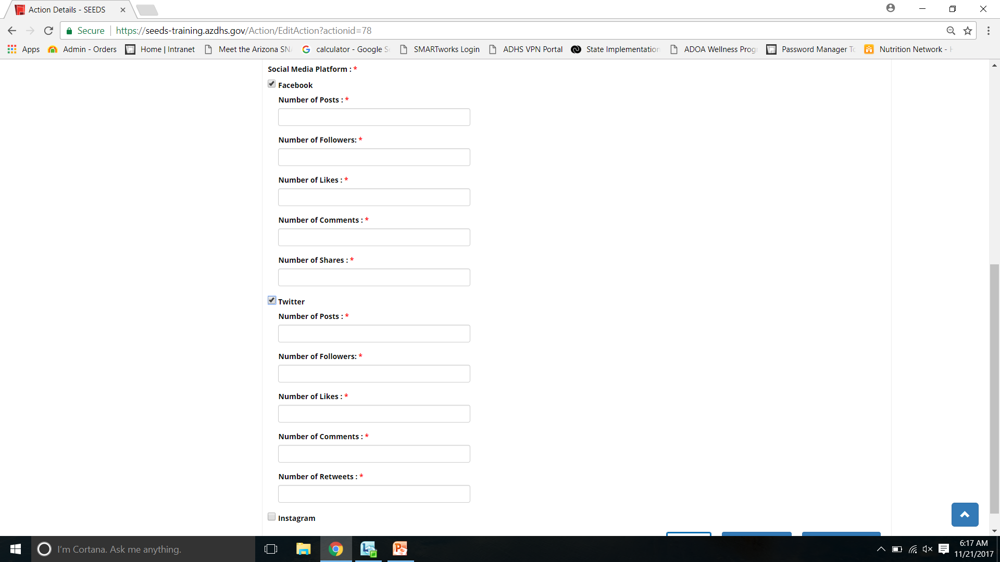 Action Details - SEEDS
Secure https://seeds-training.azdhs.gov/Action/EditAction?actionid=78
Apps Admin - Orders Home | Intranet Meet the Arizona SN calculator - Google S SMARTworks Login ADHS VPN Portal State Implementation ADOA Wellness Prog Password Manager To Nutrition Network - H
Social Media Platform : *
Facebook
Number of Posts : *
Number of Followers: *
Number of Likes : *
Number of Comments : *
Number of Shares : *
Twitter
Number of Posts : *
Number of Followers: *
Number of Likes : *
Number of Comments : *
Number of Retweets : *
Instagram
I'm Cortana. Ask me anything.
6:17 AM
11/21/2017